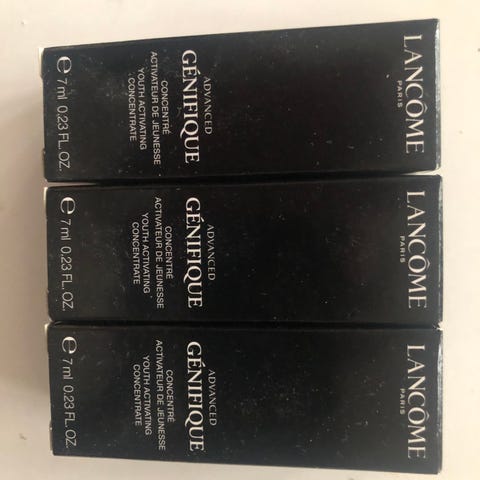 LANCÔME
PARIS
ADVANCED
GÉNIFIQUE
CONCENTRÉ
ACTIVATEUR DE JEUNESSE
YOUTH ACTIVATING
CONCENTRATE
e 7 ml 0.23 FL. OZ.
LANCÔME
PARIS
ADVANCED
GÉNIFIQUE
CONCENTRÉ
ACTIVATEUR DE JEUNESSE
YOUTH ACTIVATING
CONCENTRATE
e 7 ml 0.23 FL. OZ.
LANCÔME
PARIS
ADVANCED
GÉNIFIQUE
CONCENTRÉ
ACTIVATEUR DE JEUNESSE
YOUTH ACTIVATING
CONCENTRATE
e 7 ml 0.23 FL. OZ.